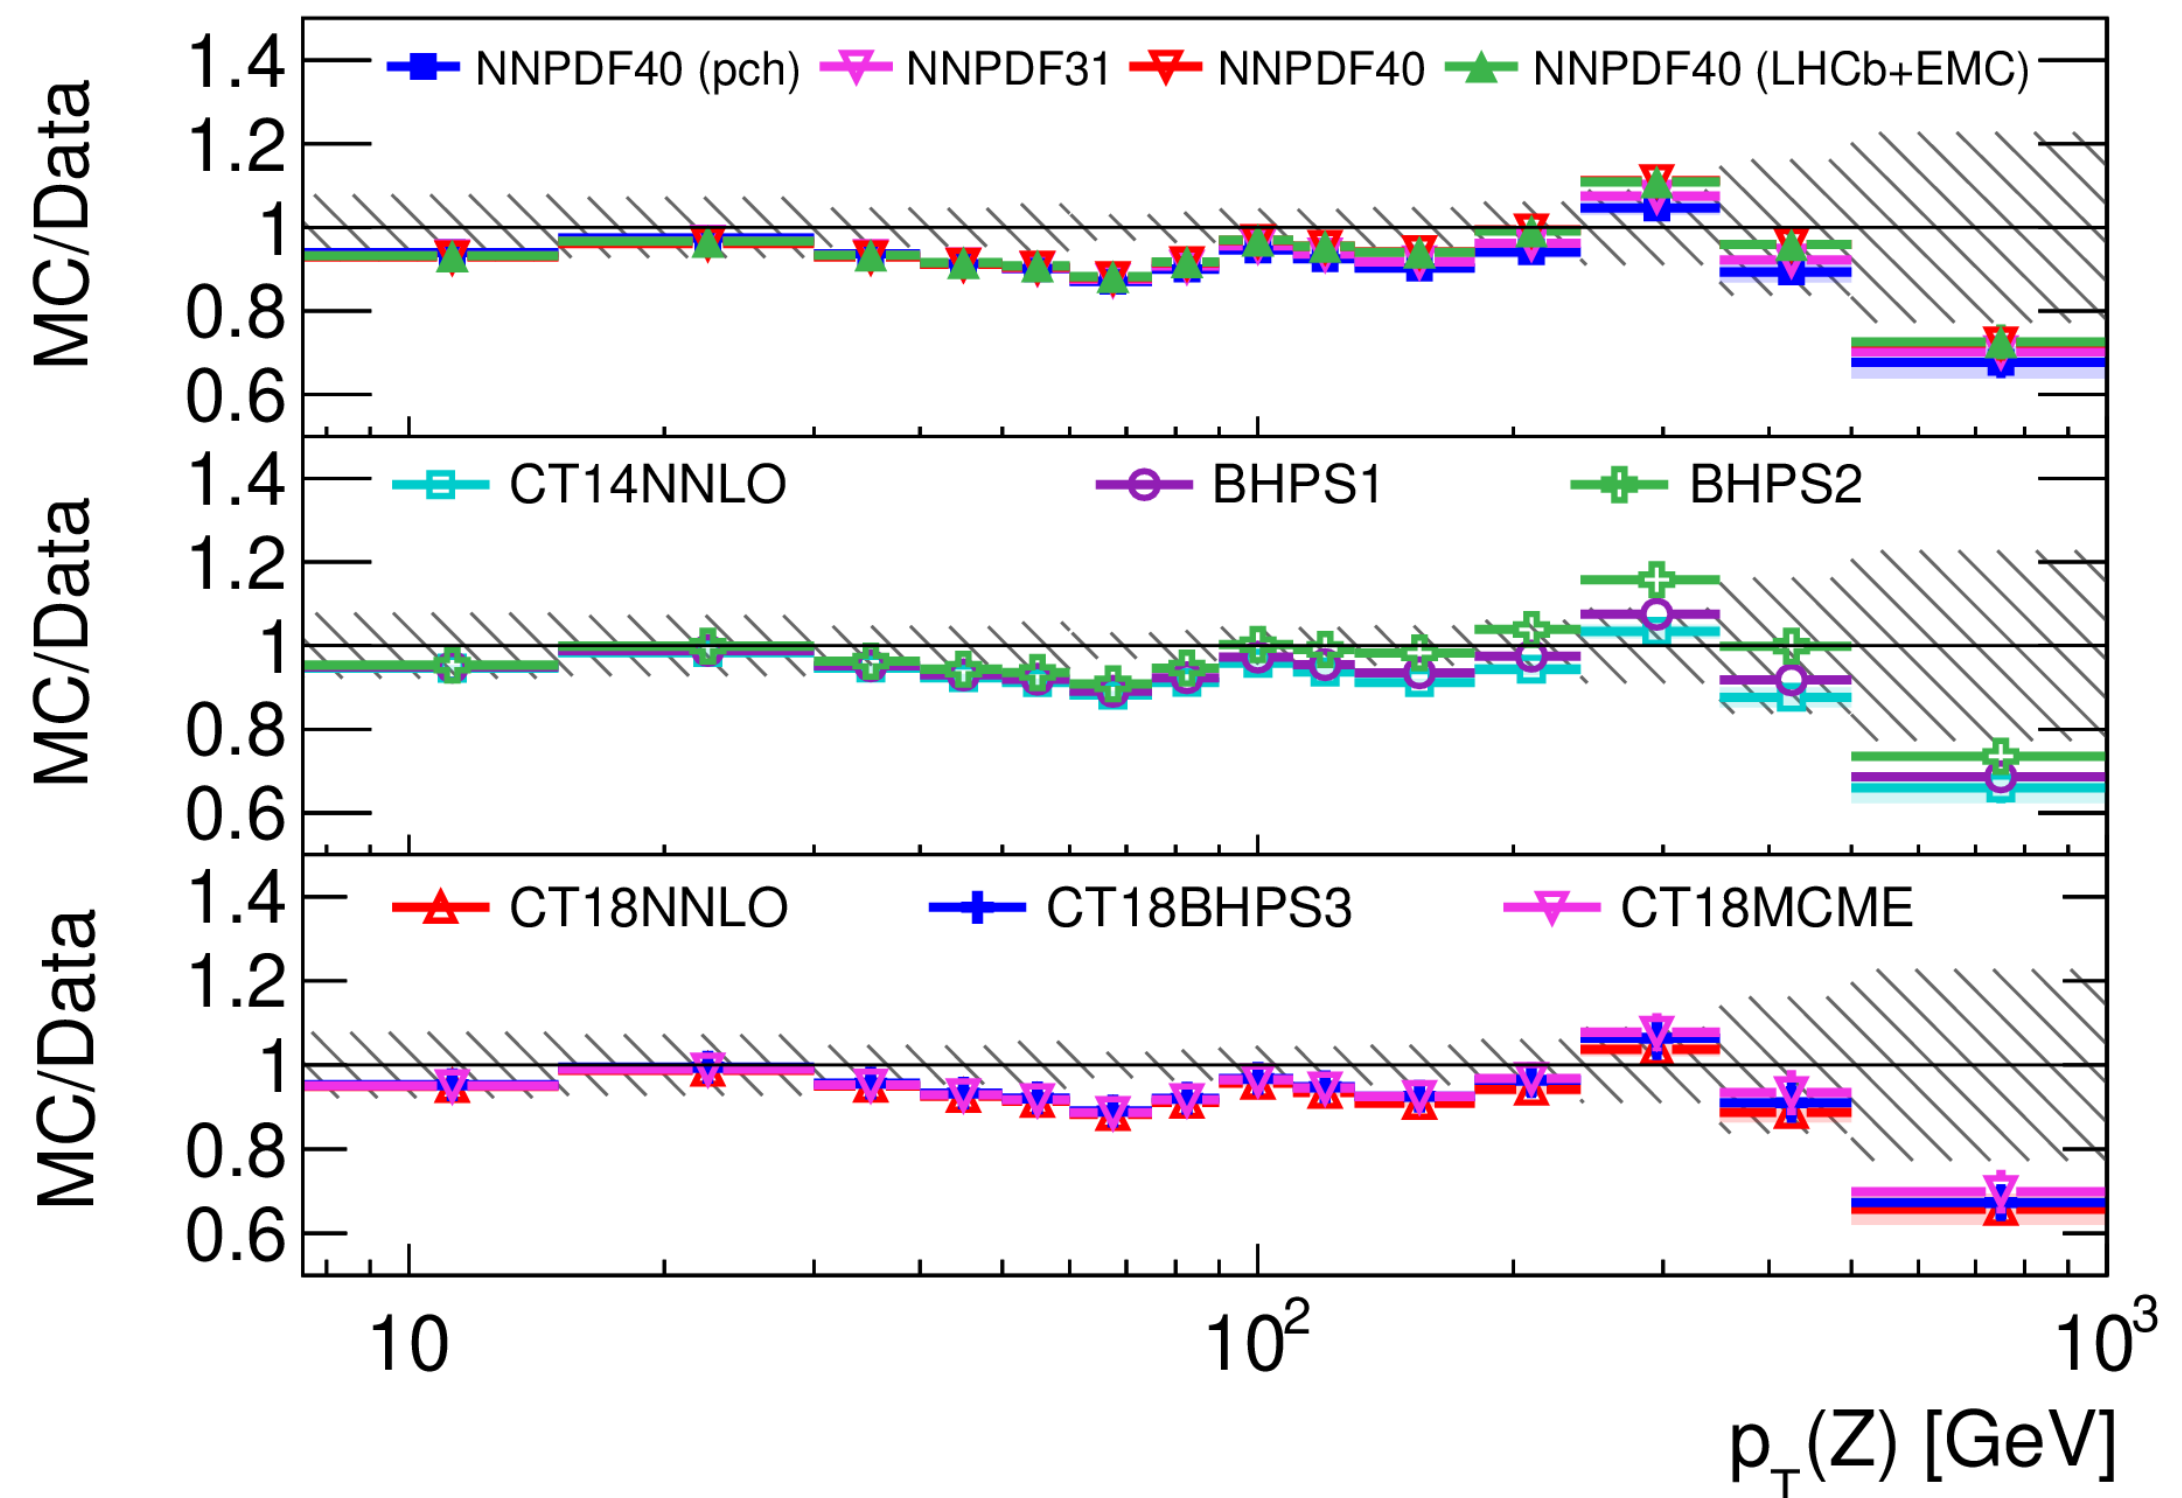 MC/Data
1.4
1.2
1
0.8
0.6
NNPDF40 (pch) NNPDF31 NNPDF40 NNPDF40 (LHCb+EMC)
MC/Data
1.4
1.2
1
0.8
0.6
CT14NNLO BHPS1 BHPS2
MC/Data
1.4
1.2
1
0.8
0.6
CT18NNLO CT18BHPS3 CT18MCME
10 10² 10³
p_T(Z) [GeV]